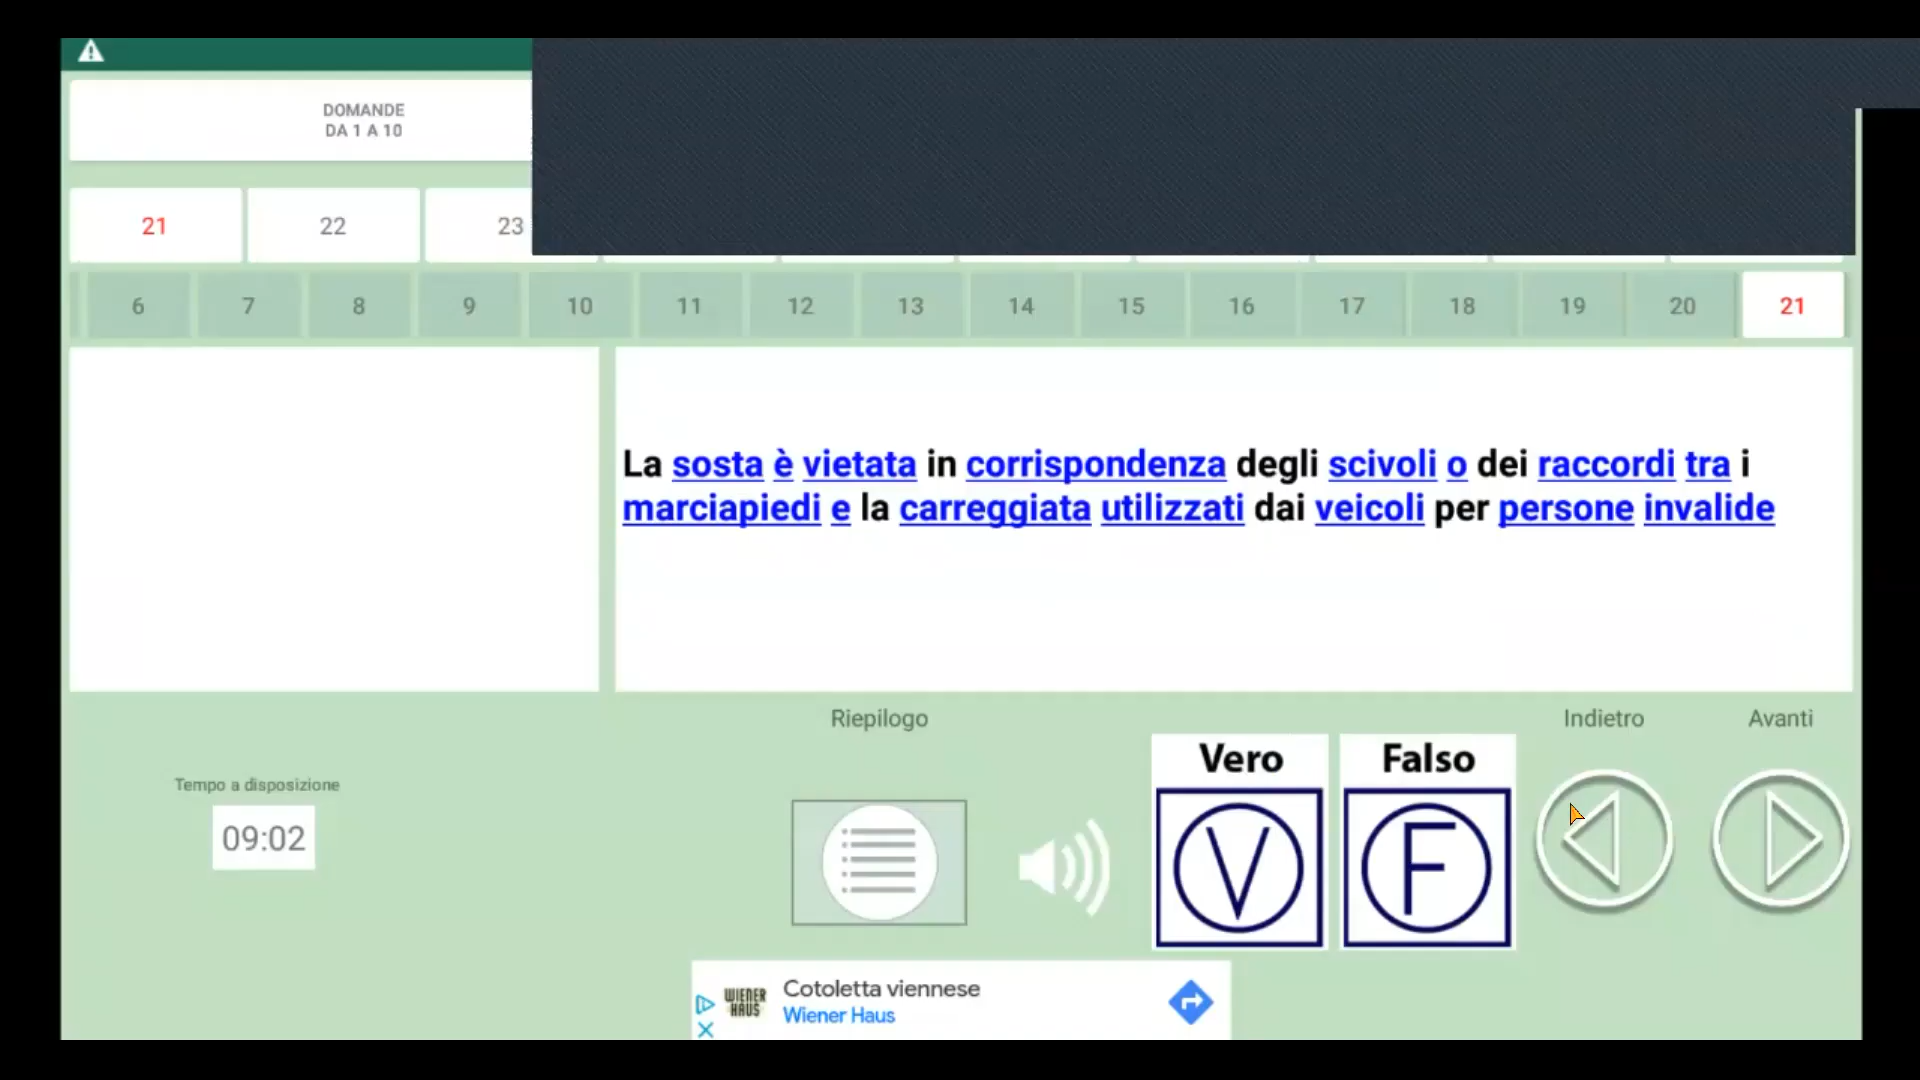 DOMANDE
DA 1 A 10
21 22 23
6 7 8 9 10 11 12 13 14 15 16 17 18 19 20 21
La sosta è vietata in corrispondenza degli scivoli o dei raccordi tra i
marciapiedi e la carreggiata utilizzati dai veicoli per persone invalide
Riepilogo
Indietro
Avanti
Vero
Falso
V
F
Tempo a disposizione
09:02
WIENER
HAUS
Cotoletta viennese
Wiener Haus